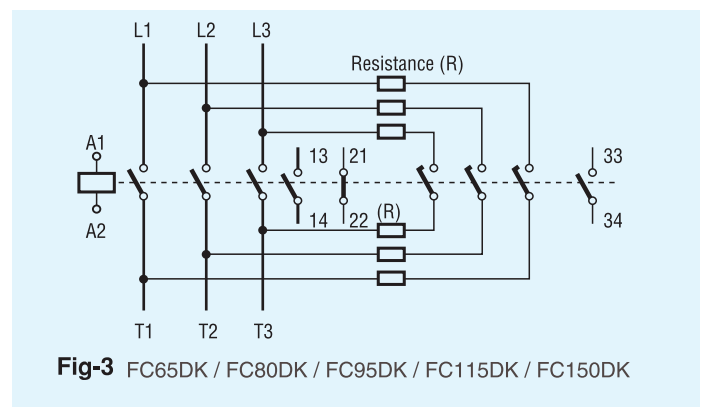 L1 L2 L3
Resistance (R)
A1
13 21 33
14 22 (R) 34
A2
T1 T2 T3
Fig-3 FC65DK / FC80DK / FC95DK / FC115DK / FC150DK